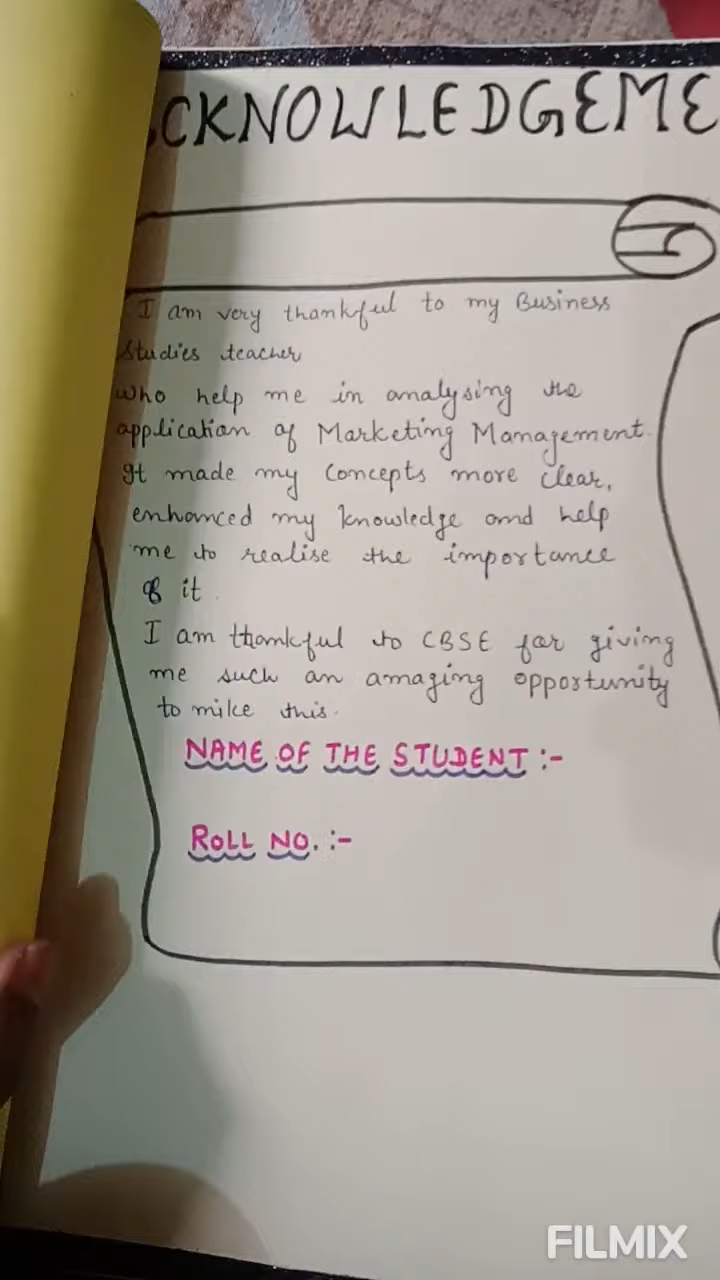 ACKNOWLEDGEME
I am very thankful to my Business
Studies teacher
who help me in analysing the
application of Marketing Management.
It made my concepts more clear,
enhanced my knowledge and help
me to realise the importance
of it.
I am thankful to CBSE for giving
me such an amazing opportunity
to mike this.
NAME OF THE STUDENT :-
ROLL NO. :-
FILMIX